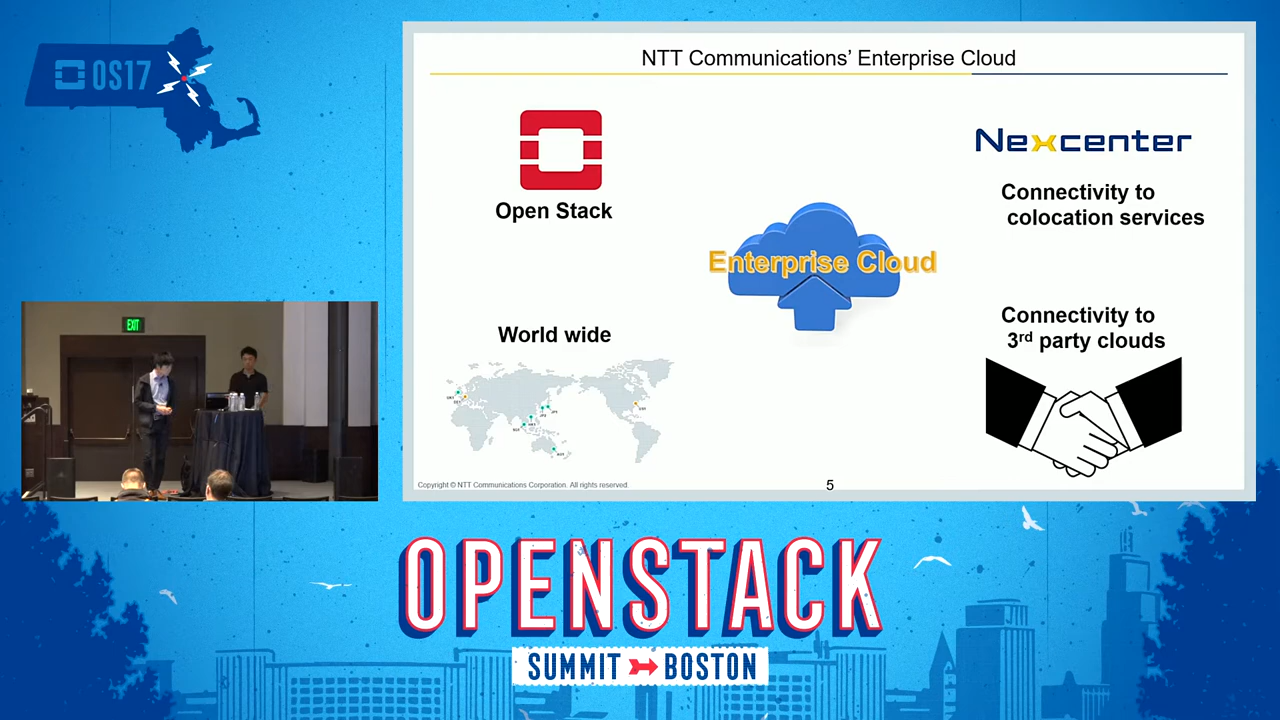 OS17
NTT Communications' Enterprise Cloud
Open Stack
Nexcenter
Connectivity to
colocation services
Enterprise Cloud
World wide
Connectivity to
3rd party clouds
EXIT
Copyright © NTT Communications Corporation. All rights reserved.
5
OPENSTACK
SUMMIT BOSTON